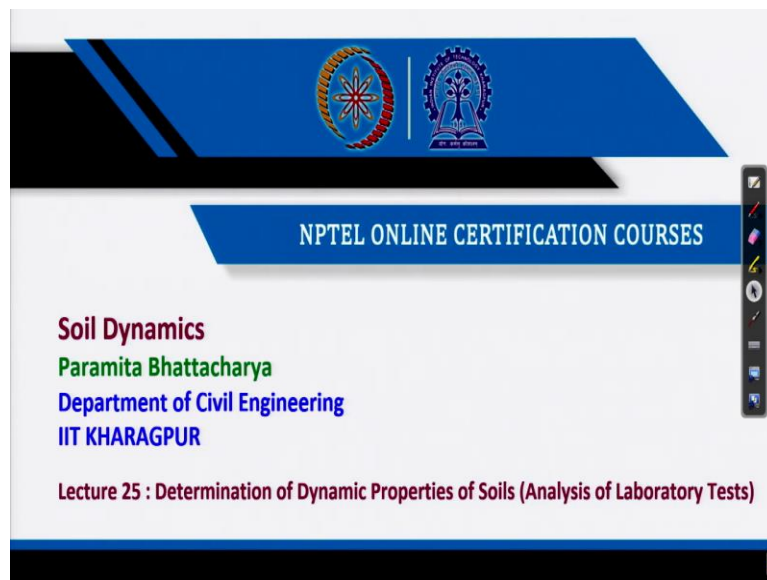 NPTEL ONLINE CERTIFICATION COURSES
Soil Dynamics
Paramita Bhattacharya
Department of Civil Engineering
IIT KHARAGPUR
Lecture 25 : Determination of Dynamic Properties of Soils (Analysis of Laboratory Tests)